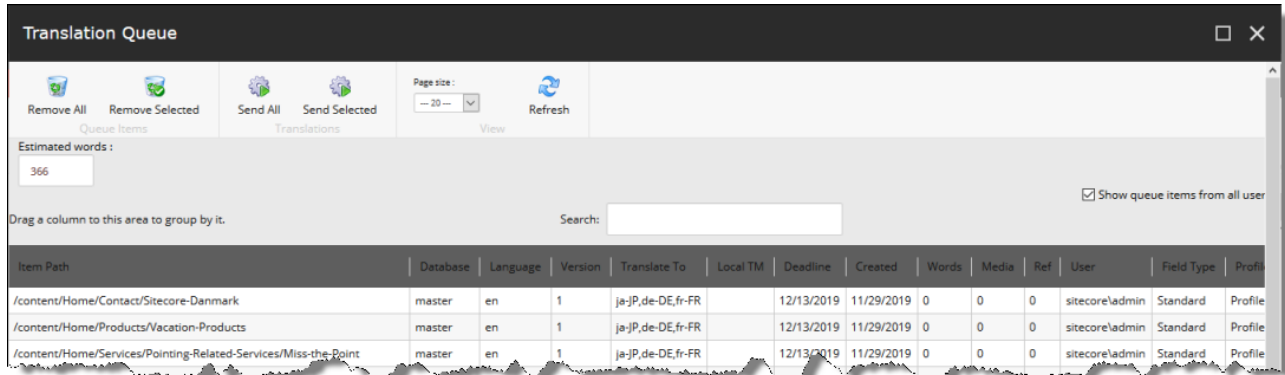 Translation Queue
Remove All Remove Selected Send All Send Selected Page size : --- 20 --- Refresh
Queue Items Translations View
Estimated words :
366
Show queue items from all user
Drag a column to this area to group by it. Search:
Item Path Database Language Version Translate To Local TM Deadline Created Words Media Ref User Field Type Profil
/content/Home/Contact/Sitecore-Danmark master en 1 ja-JP,de-DE,fr-FR 12/13/2019 11/29/2019 0 0 0 sitecore\admin Standard Profile
/content/Home/Products/Vacation-Products master en 1 ja-JP,de-DE,fr-FR 12/13/2019 11/29/2019 0 0 0 sitecore\admin Standard Profile
/content/Home/Services/Pointing-Related-Services/Miss-the-Point master en 1 ja-JP,de-DE,fr-FR 12/13/2019 11/29/2019 0 0 0 sitecore\admin Standard Profile